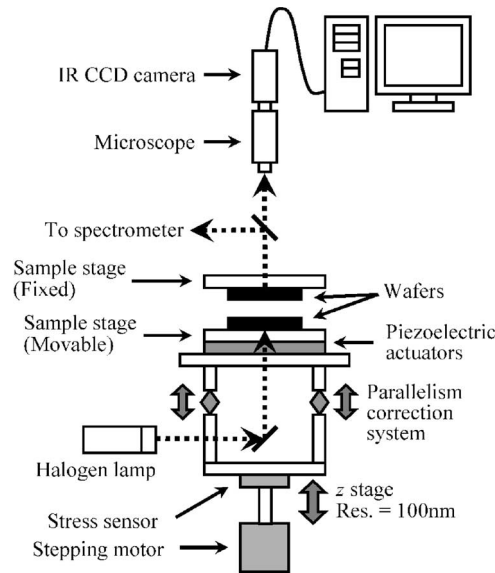 IR CCD camera
Microscope
To spectrometer
Sample stage
(Fixed)
Wafers
Sample stage
(Movable)
Piezoelectric
actuators
Parallelism
correction
system
Halogen lamp
z stage
Res. = 100nm
Stress sensor
Stepping motor